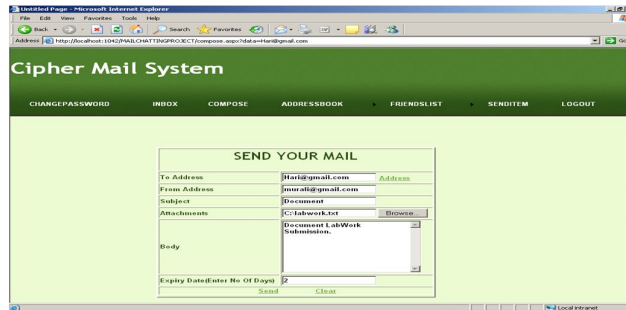 Untitled Page - Microsoft Internet Explorer
File Edit View Favorites Tools Help
Back Search Favorites
Address http://localhost:1042/MAILCHATTINGPROJECT/compose.aspx?data=Hari@gmail.com Go
Cipher Mail System
CHANGEPASSWORD INBOX COMPOSE ADDRESSBOOK FRIENDSLIST SENDITEM LOGOUT
SEND YOUR MAIL
To Address Hari@gmail.com Address
From Address murali@gmail.com
Subject Document
Attachments C:\labwork.txt Browse...
Body Document LabWork
Submission.
Expiry Date(Enter No Of Days) 2
Send Clear
Local intranet